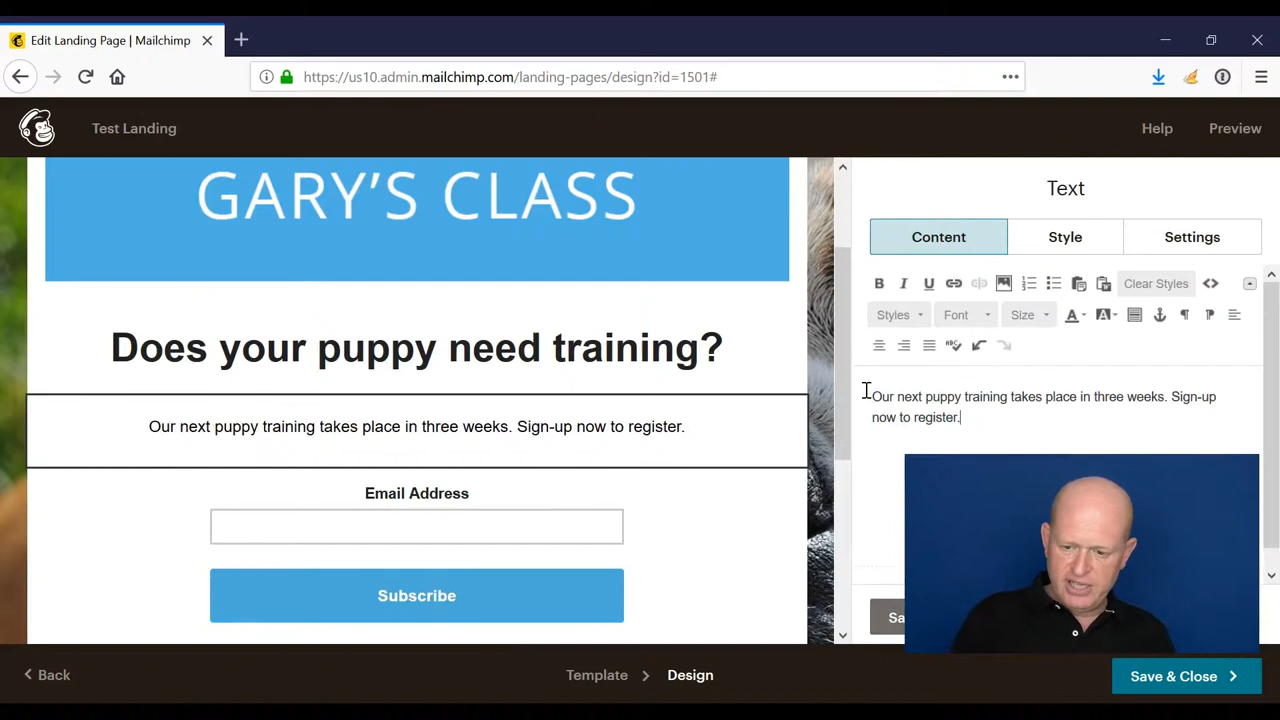 Edit Landing Page | Mailchimp
https://us10.admin.mailchimp.com/landing-pages/design?id=1501#
Test Landing
Help
Preview
GARY'S CLASS
Does your puppy need training?
Our next puppy training takes place in three weeks. Sign-up now to register.
Email Address
Subscribe
Text
Content
Style
Settings
B I U
Clear Styles
Styles
Font
Size
A
A
ABC
Our next puppy training takes place in three weeks. Sign-up
now to register.
Back
Template
Design
Save & Close